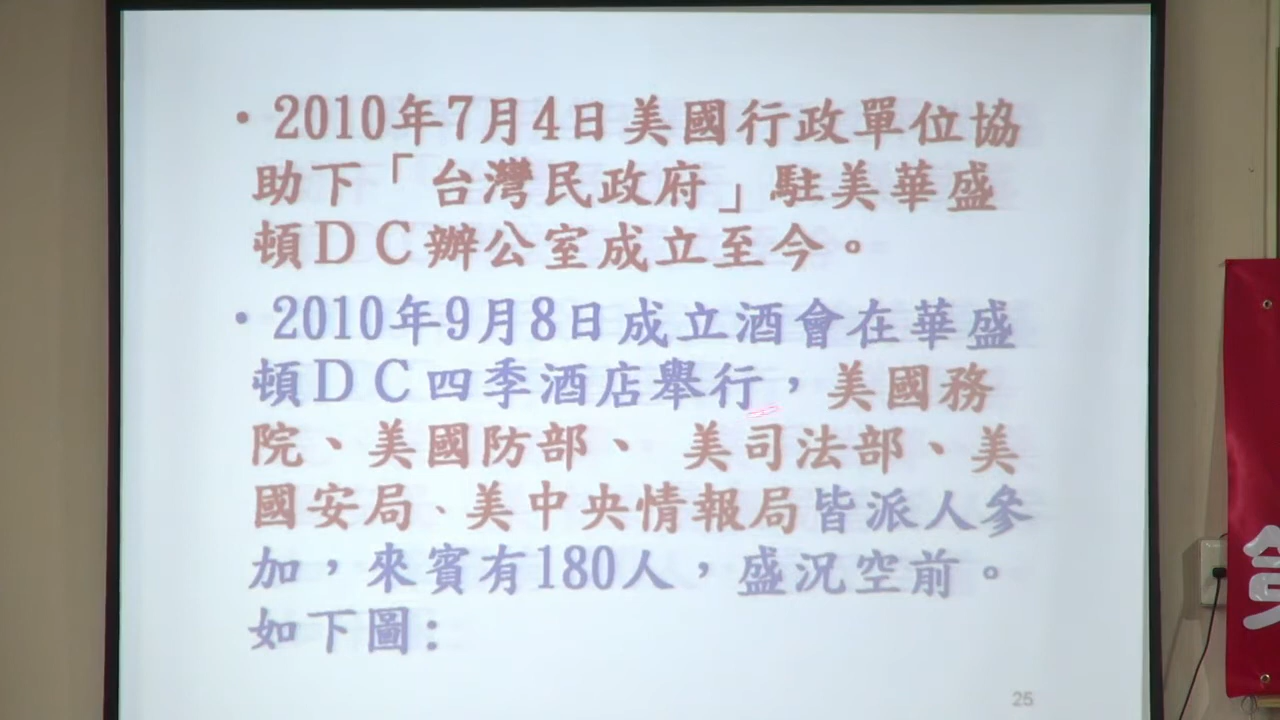 • 2010年7月4日美國行政單位協
助下「台灣民政府」駐美華盛
頓ＤＣ辦公室成立至今。
• 2010年9月8日成立酒會在華盛
頓ＤＣ四季酒店舉行，美國務
院、美國防部、 美司法部、美
國安局、美中央情報局皆派人參
加，來賓有180人，盛況空前。
如下圖:
25